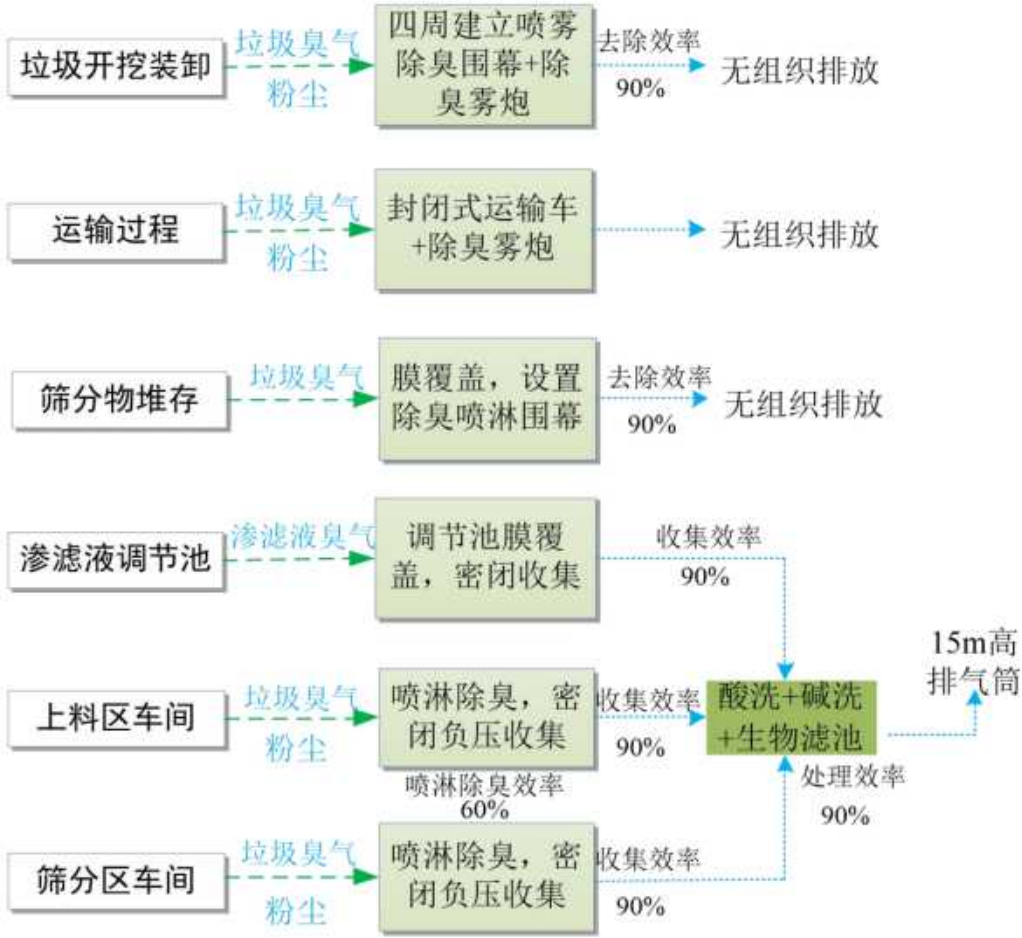 垃圾开挖装卸
垃圾臭气
粉尘
四周建立喷雾
除臭围幕+除
臭雾炮
去除效率
90%
无组织排放
运输过程
垃圾臭气
粉尘
封闭式运输车
+除臭雾炮
无组织排放
筛分物堆存
垃圾臭气
膜覆盖，设置
除臭喷淋围幕
去除效率
90%
无组织排放
渗滤液调节池
渗滤液臭气
调节池膜覆
盖，密闭收集
收集效率
90%
上料区车间
垃圾臭气
粉尘
喷淋除臭，密
闭负压收集
收集效率
90%
喷淋除臭效率
60%
酸洗+碱洗
+生物滤池
处理效率
90%
15m高
排气筒
筛分区车间
垃圾臭气
粉尘
喷淋除臭，密
闭负压收集
收集效率
90%